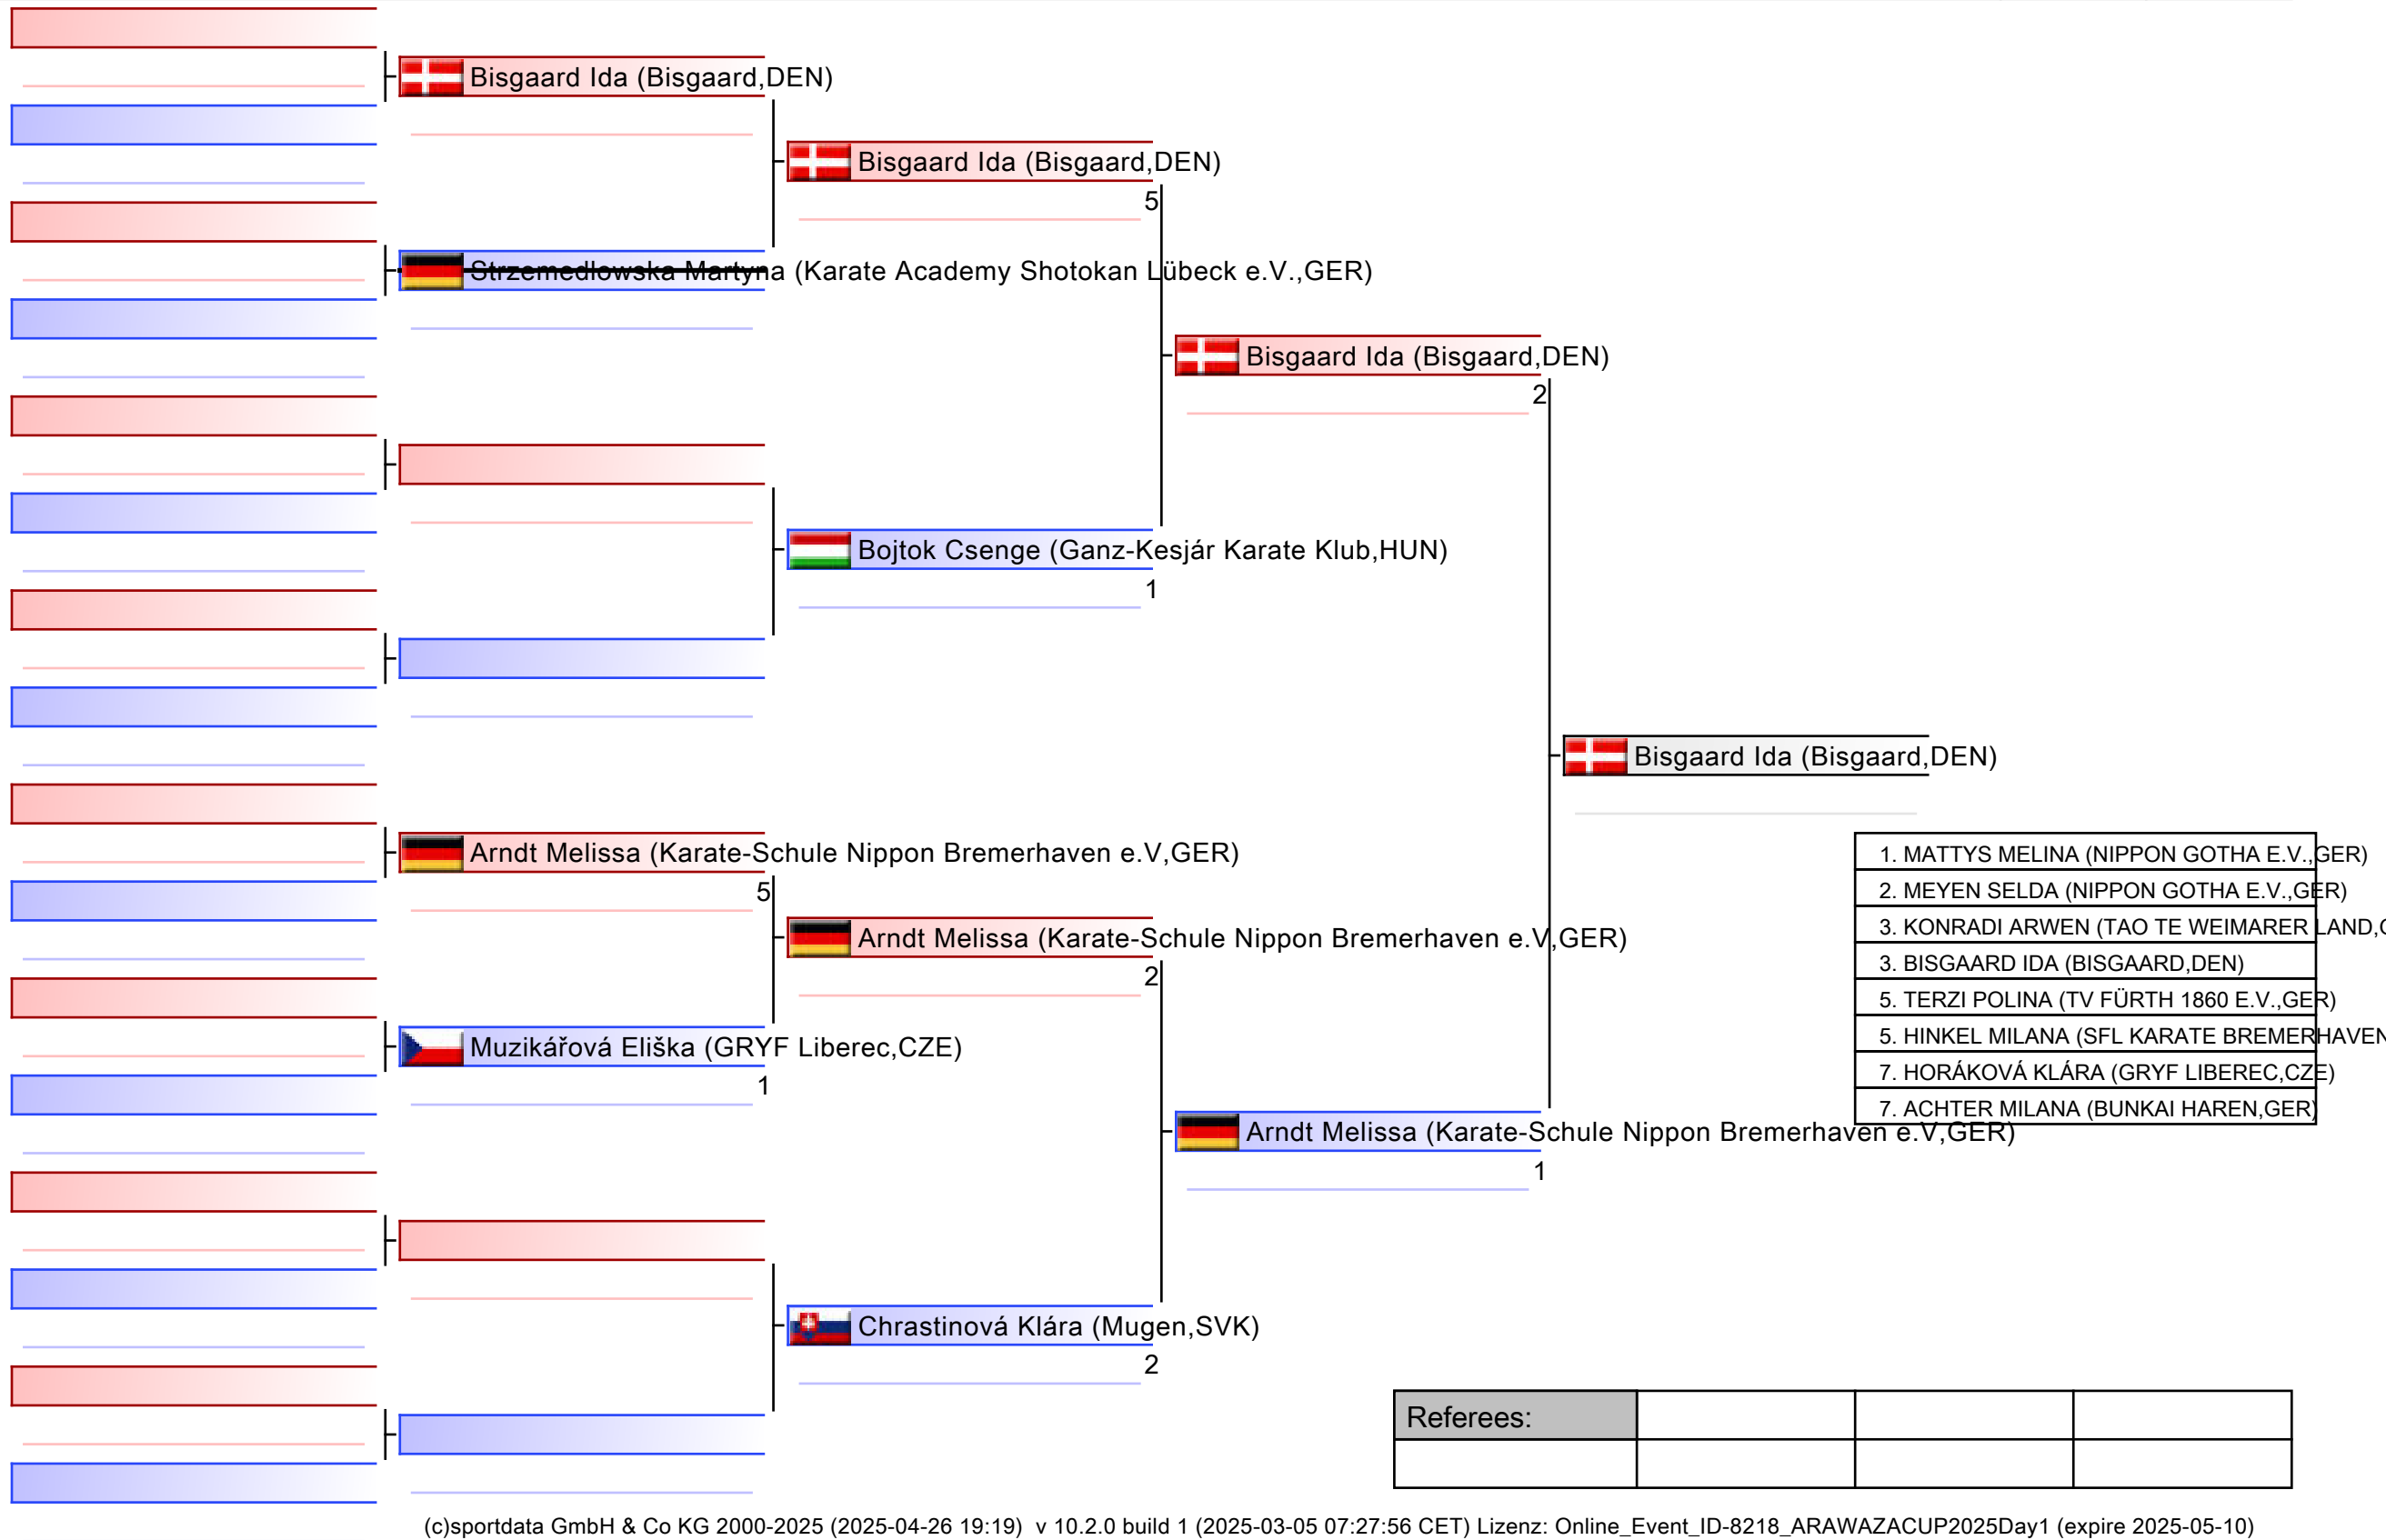 Bisgaard Ida (Bisgaard,DEN)
Bisgaard Ida (Bisgaard,DEN)
5
Strzemedlowska Martyna (Karate Academy Shotokan Lübeck e.V.,GER)
Bisgaard Ida (Bisgaard,DEN)
2
Bojtok Csenge (Ganz-Kesjár Karate Klub,HUN)
1
Bisgaard Ida (Bisgaard,DEN)
Arndt Melissa (Karate-Schule Nippon Bremerhaven e.V,GER)
5
Arndt Melissa (Karate-Schule Nippon Bremerhaven e.V,GER)
2
Muzikářová Eliška (GRYF Liberec,CZE)
1
1. MATTYS MELINA (NIPPON GOTHA E.V.,GER)
2. MEYEN SELDA (NIPPON GOTHA E.V.,GER)
3. KONRADI ARWEN (TAO TE WEIMARER LAND,G
3. BISGAARD IDA (BISGAARD,DEN)
5. TERZI POLINA (TV FÜRTH 1860 E.V.,GER)
5. HINKEL MILANA (SFL KARATE BREMERHAVEN
7. HORÁKOVÁ KLÁRA (GRYF LIBEREC,CZE)
7. ACHTER MILANA (BUNKAI HAREN,GER)
Arndt Melissa (Karate-Schule Nippon Bremerhaven e.V,GER)
1
Chrastinová Klára (Mugen,SVK)
2
Referees:
(c)sportdata GmbH & Co KG 2000-2025 (2025-04-26 19:19) v 10.2.0 build 1 (2025-03-05 07:27:56 CET) Lizenz: Online_Event_ID-8218_ARAWAZACUP2025Day1 (expire 2025-05-10)